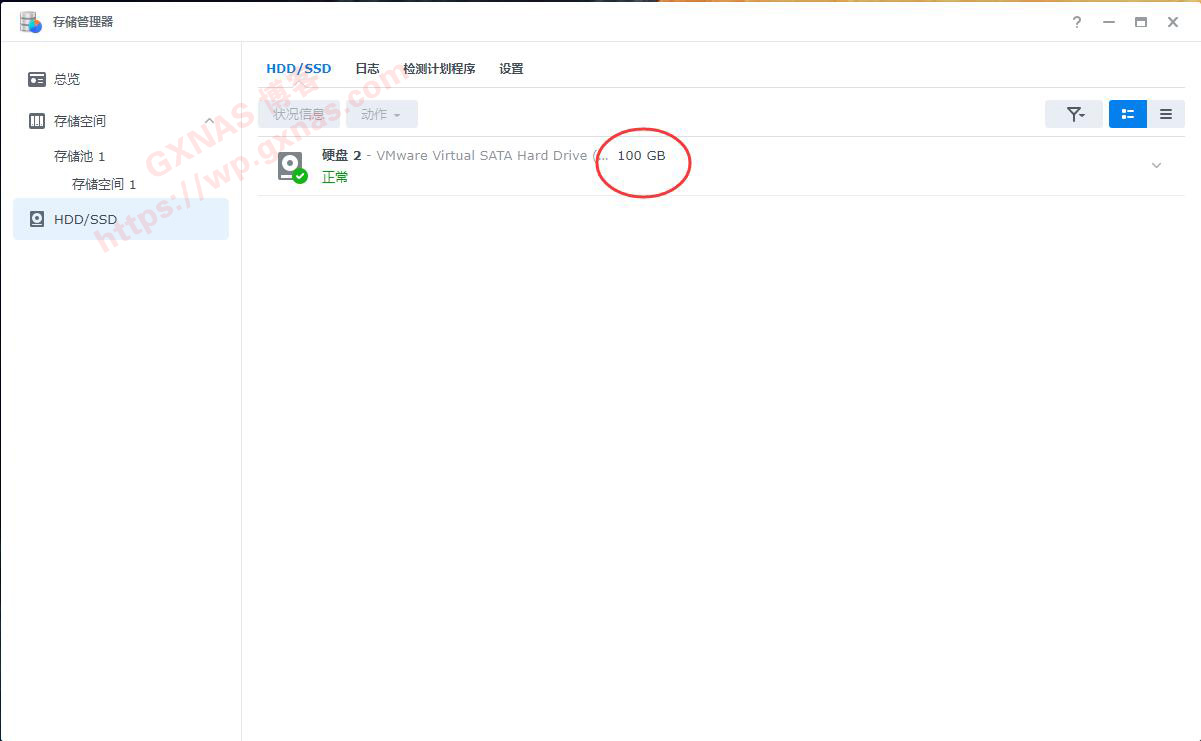 存储管理器
?
总览
存储空间
存储池 1
存储空间 1
HDD/SSD
HDD/SSD 日志 检测计划程序 设置
状况信息 动作
硬盘 2 - VMware Virtual SATA Hard Drive (... 100 GB
正常
GXNAS 博客
https://wp.gxnas.com